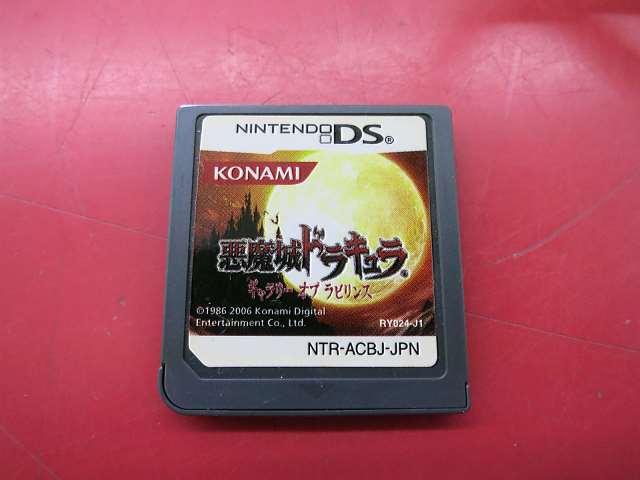 NINTENDO DS®
KONAMI
悪魔城ドラキュラ®
ギャラリー オブ ラビリンス
©1986 2006 Konami Digital
Entertainment Co., Ltd.
RY024-J1
NTR-ACBJ-JPN